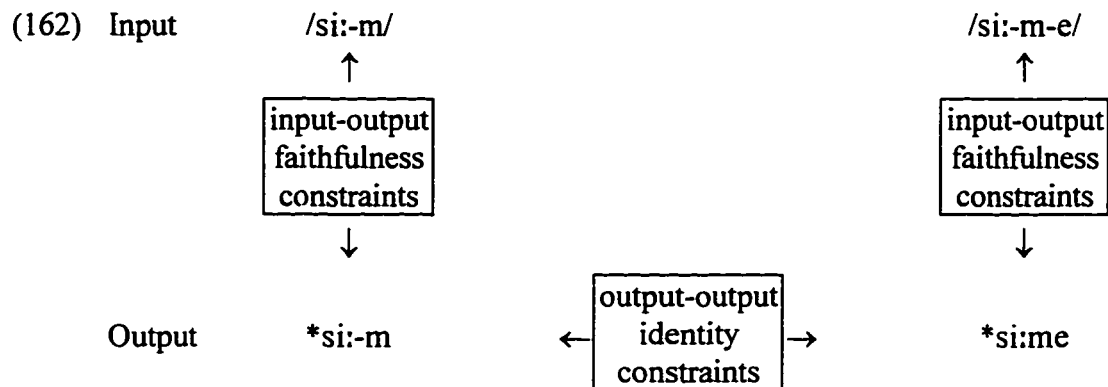 (162) Input /si:-m/ /si:-m-e/
↑ ↑
input-output input-output
faithfulness faithfulness
constraints constraints
↓ ↓
output-output
Output *si:-m ← identity → *si:me
constraints